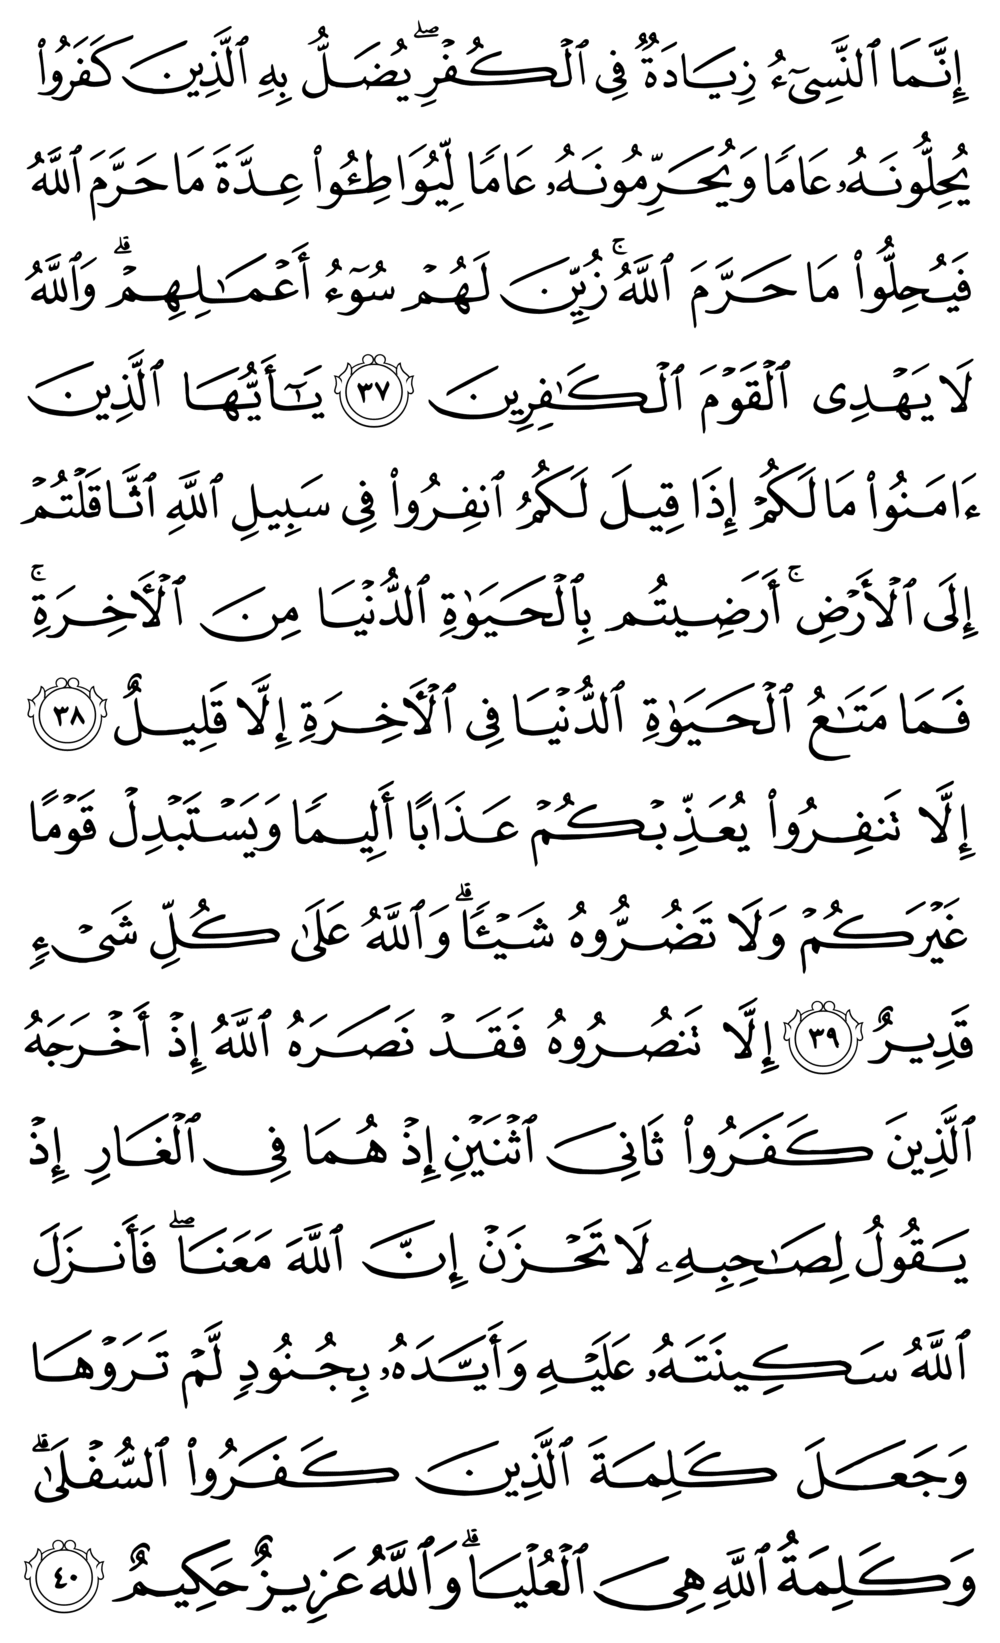 إِنَّمَا ٱلنَّسِىٓءُ زِيَادَةٌۭ فِى ٱلْكُفْرِ ۖ يُضَلُّ بِهِ ٱلَّذِينَ كَفَرُوا۟
يُحِلُّونَهُۥ عَامًۭا وَيُحَرِّمُونَهُۥ عَامًۭا لِّيُوَاطِـُٔوا۟ عِدَّةَ مَا حَرَّمَ ٱللَّهُ
فَيُحِلُّوا۟ مَا حَرَّمَ ٱللَّهُ ۚ زُيِّنَ لَهُمْ سُوٓءُ أَعْمَـٰلِهِمْ ۗ وَٱللَّهُ
لَا يَهْدِى ٱلْقَوْمَ ٱلْكَـٰفِرِينَ ٣٧ يَـٰٓأَيُّهَا ٱلَّذِينَ
ءَامَنُوا۟ مَا لَكُمْ إِذَا قِيلَ لَكُمُ ٱنفِرُوا۟ فِى سَبِيلِ ٱللَّهِ ٱثَّاقَلْتُمْ
إِلَى ٱلْأَرْضِ ۚ أَرَضِيتُم بِٱلْحَيَوٰةِ ٱلدُّنْيَا مِنَ ٱلْـَٔاخِرَةِ ۚ
فَمَا مَتَـٰعُ ٱلْحَيَوٰةِ ٱلدُّنْيَا فِى ٱلْـَٔاخِرَةِ إِلَّا قَلِيلٌ ٣٨
إِلَّا تَنفِرُوا۟ يُعَذِّبْكُمْ عَذَابًا أَلِيمًۭا وَيَسْتَبْدِلْ قَوْمًا
غَيْرَكُمْ وَلَا تَضُرُّوهُ شَيْـًۭٔا ۗ وَٱللَّهُ عَلَىٰ كُلِّ شَىْءٍۢ
قَدِيرٌ ٣٩ إِلَّا تَنصُرُوهُ فَقَدْ نَصَرَهُ ٱللَّهُ إِذْ أَخْرَجَهُ
ٱلَّذِينَ كَفَرُوا۟ ثَانِىَ ٱثْنَيْنِ إِذْ هُمَا فِى ٱلْغَارِ إِذْ
يَقُولُ لِصَـٰحِبِهِۦ لَا تَحْزَنْ إِنَّ ٱللَّهَ مَعَنَا ۖ فَأَنزَلَ
ٱللَّهُ سَكِينَتَهُۥ عَلَيْهِ وَأَيَّدَهُۥ بِجُنُودٍۢ لَّمْ تَرَوْهَا
وَجَعَلَ كَلِمَةَ ٱلَّذِينَ كَفَرُوا۟ ٱلسُّفْلَىٰ ۗ
وَكَلِمَةُ ٱللَّهِ هِىَ ٱلْعُلْيَا ۗ وَٱللَّهُ عَزِيزٌ حَكِيمٌ ٤٠